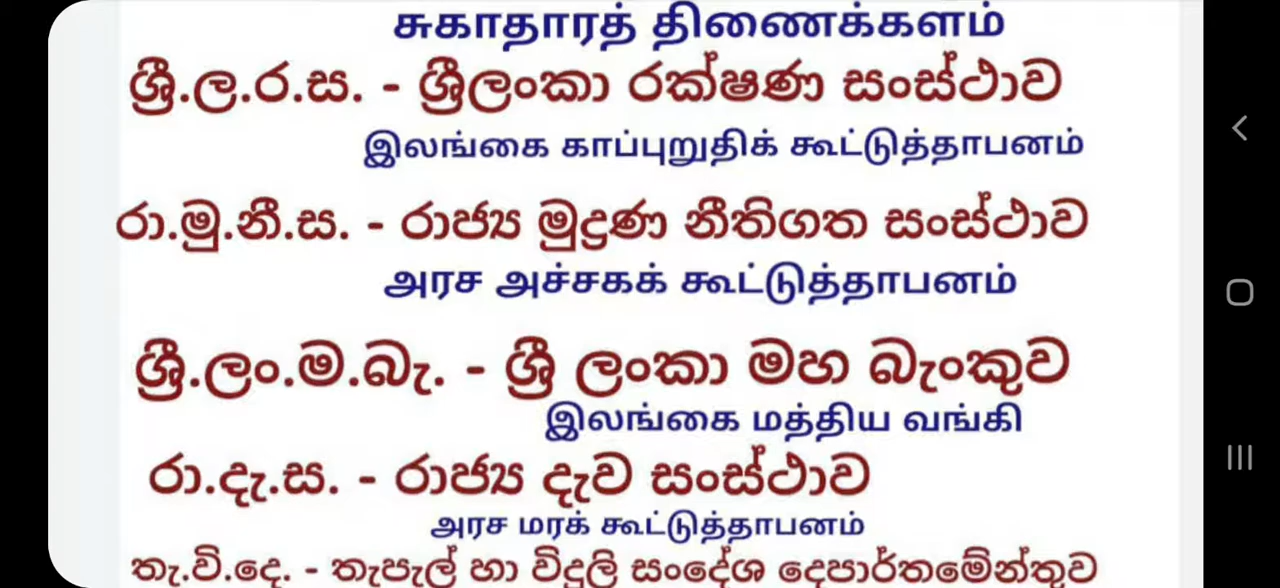 சுகாதாரத் திணைக்களம்
ශ්‍රී.ල.ර.ස. - ශ්‍රීලංකා රක්ෂණ සංස්ථාව
இலங்கை காப்புறுதிக் கூட்டுத்தாபனம்
රා.මු.නී.ස. - රාජ්‍ය මුද්‍රණ නීතිගත සංස්ථාව
அரச அச்சகக் கூட்டுத்தாபனம்
ශ්‍රී.ලං.ම.බැ. - ශ්‍රී ලංකා මහ බැංකුව
இலங்கை மத்திய வங்கி
රා.දැ.ස. - රාජ්‍ය දැව සංස්ථාව
அரச மரக் கூட்டுத்தாபனம்
තැ.වි.දෙ. - තැපැල් හා විදුලි සංදේශ දෙපාර්තමේන්තුව